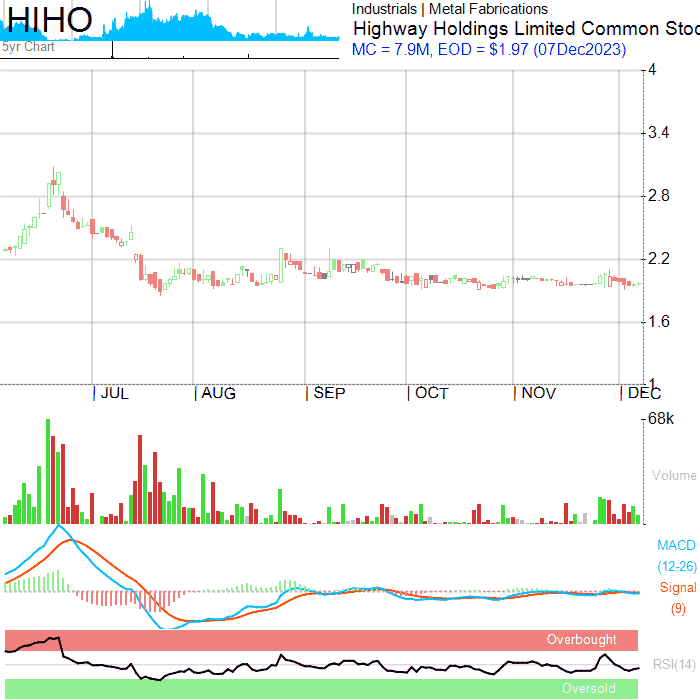 HIHO
5yr Chart
Industrials | Metal Fabrications
Highway Holdings Limited Common Stoc
MC = 7.9M, EOD = $1.97 (07Dec2023)
4
3.4
2.8
2.2
1.6
1
JUL AUG SEP OCT NOV DEC
68k
Volume
MACD
(12-26)
Signal
(9)
Overbought
RSI(14)
Oversold